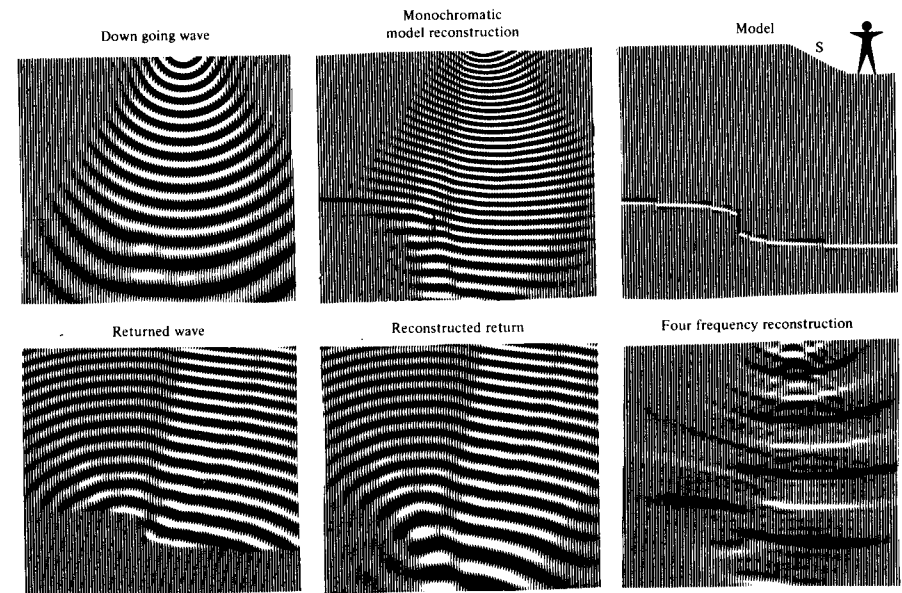 Down going wave
Monochromatic
model reconstruction
Model
S
Returned wave
Reconstructed return
Four frequency reconstruction